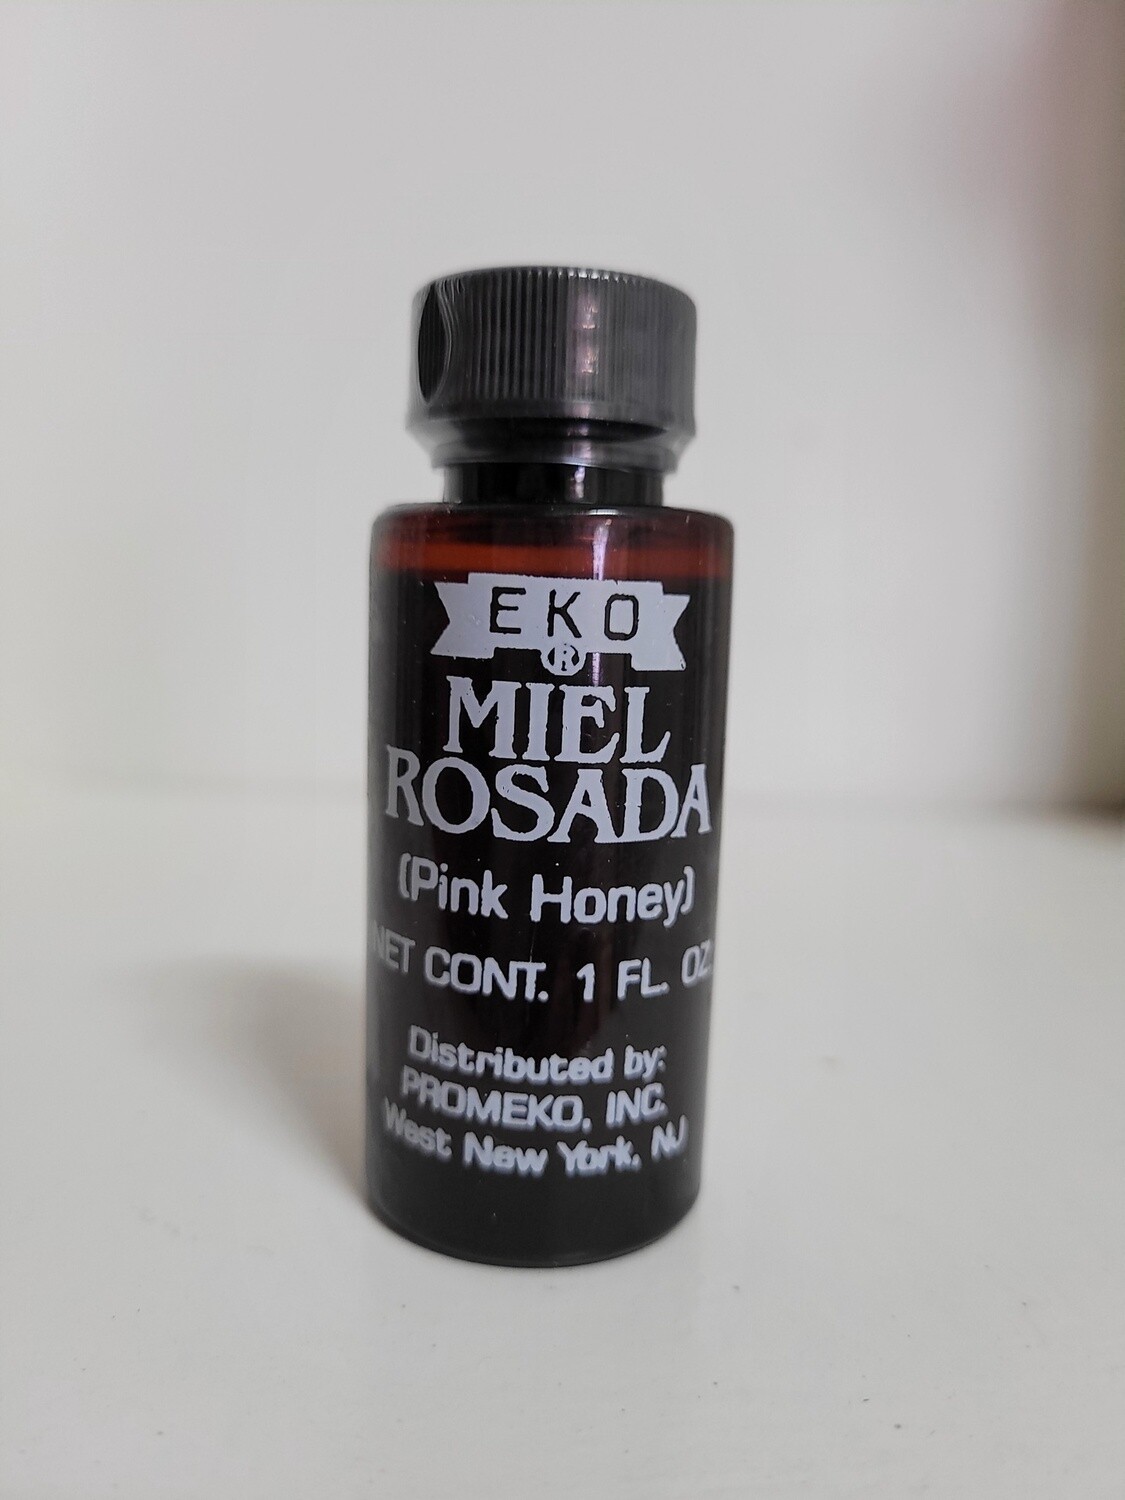 EKO
®
MIEL
ROSADA
(Pink Honey)
NET CONT. 1 FL. OZ.
Distributed by:
PROMEKO, INC.
West New York, NJ